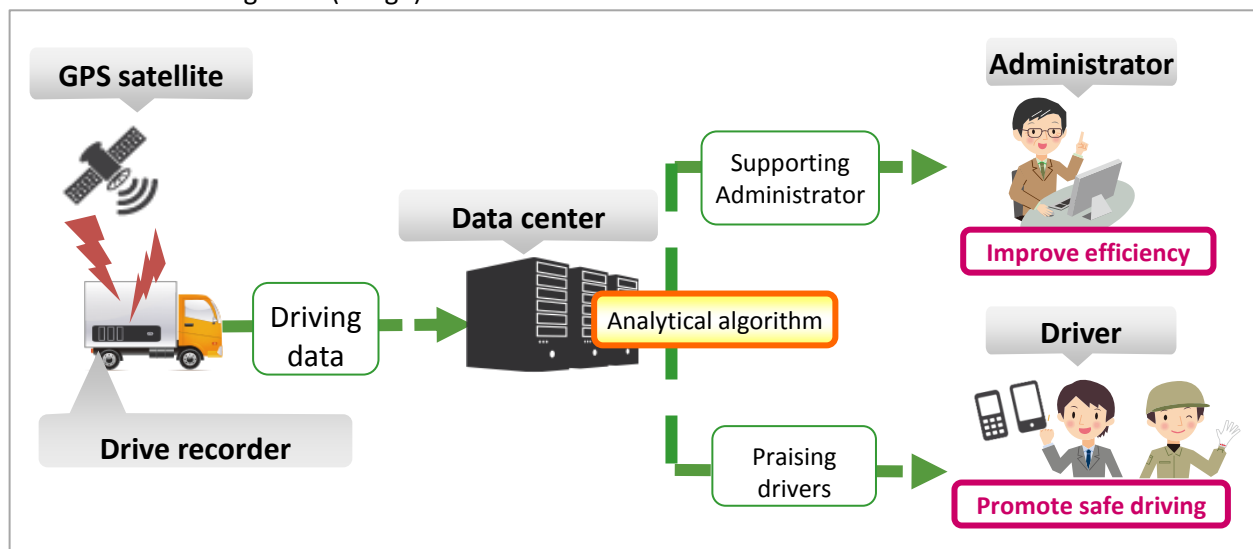 GPS satellite
Administrator
Supporting
Administrator
Data center
Improve efficiency
Driving
data
Analytical algorithm
Driver
Drive recorder
Praising
drivers
Promote safe driving